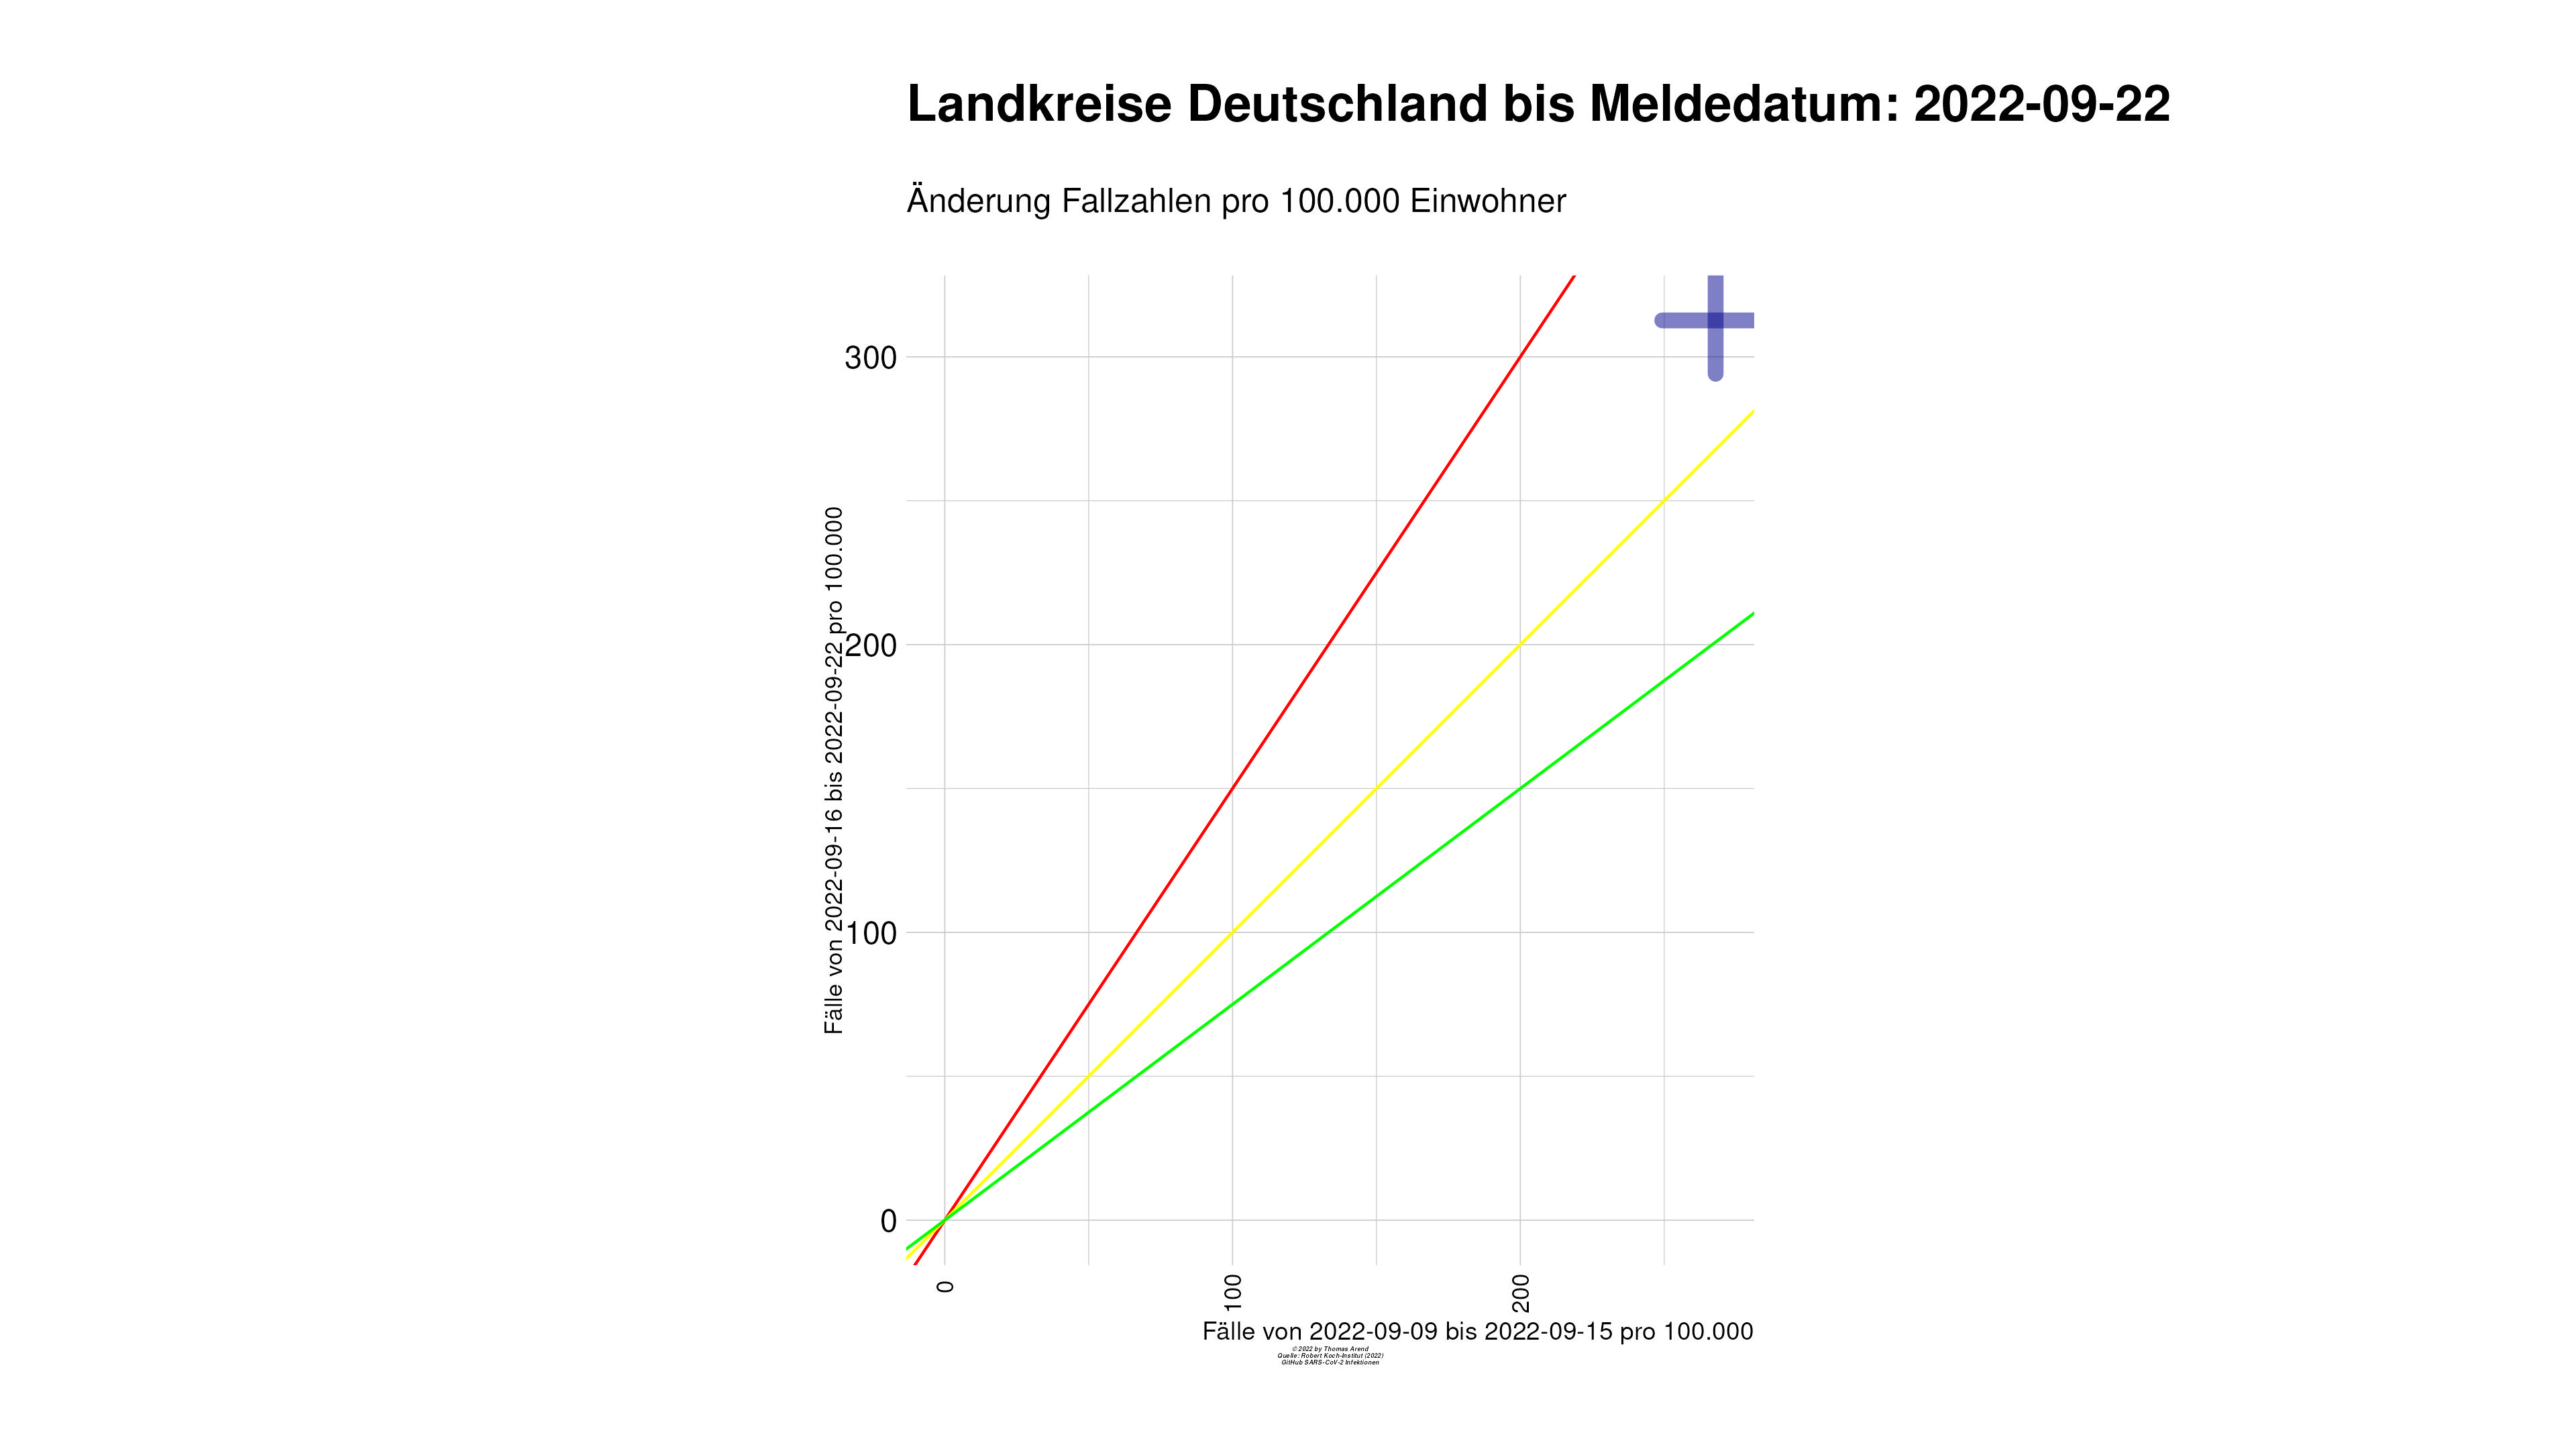 Landkreise Deutschland bis Meldedatum: 2022-09-22
Änderung Fallzahlen pro 100.000 Einwohner
Fälle von 2022-09-16 bis 2022-09-22 pro 100.000
300
200
100
0
0
100
200
Fälle von 2022-09-09 bis 2022-09-15 pro 100.000
© 2022 by Thomas Arend
Quelle: Robert Koch-Institut (2022)
GitHub SARS-CoV-2 Infektionen